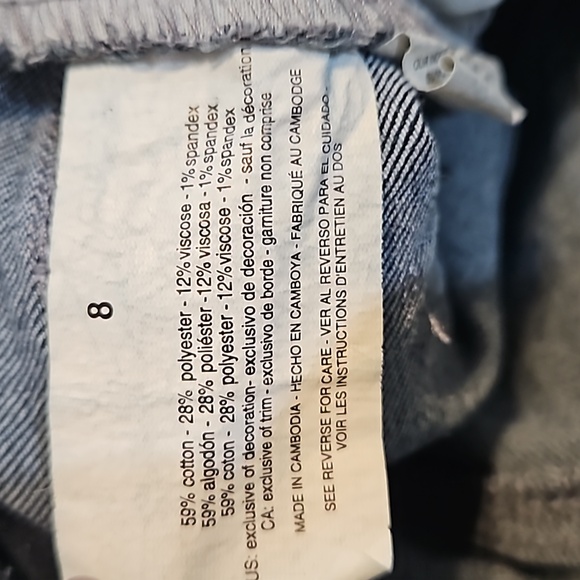 8
59% cotton - 28% polyester - 12% viscose - 1% spandex
59% algodón - 28% poliéster - 12% viscosa - 1% spandex
59% coton - 28% polyester - 12% viscose - 1% spandex
US: exclusive of decoration - exclusivo de decoración - sauf la décoration
CA: exclusive of trim - exclusivo de borde - garniture non comprise
MADE IN CAMBODIA - HECHO EN CAMBOYA - FABRIQUÉ AU CAMBODGE
SEE REVERSE FOR CARE - VER AL REVERSO PARA EL CUIDADO -
VOIR LES INSTRUCTIONS D'ENTRETIEN AU DOS